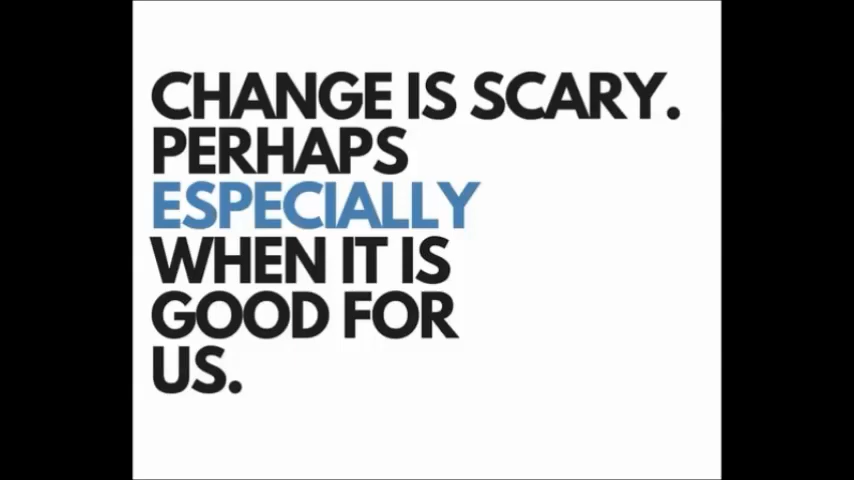 CHANGE IS SCARY.
PERHAPS
ESPECIALLY
WHEN IT IS
GOOD FOR
US.